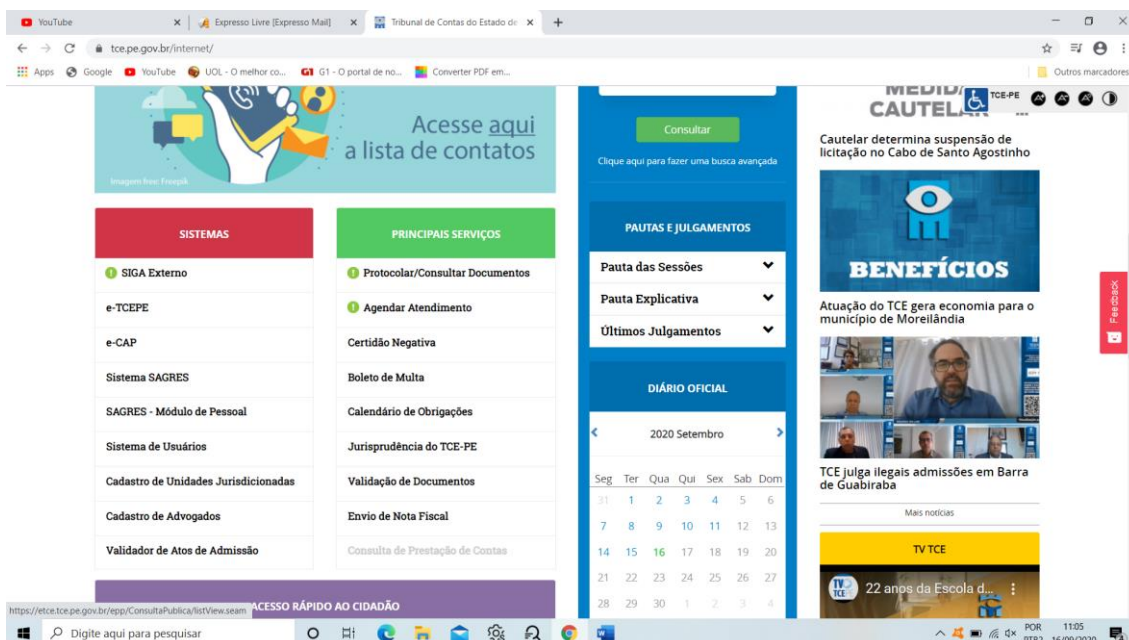 YouTube
Expresso Livre [Expresso Mail]
Tribunal de Contas do Estado de
tce.pe.gov.br/internet/
Apps
Google
YouTube
UOL - O melhor co...
G1 - O portal de no...
Converter PDF em...
Outros marcadores
Acesse aqui
a lista de contatos
Imagem free: Freepik
SISTEMAS
SIGA Externo
e-TCEPE
e-CAP
Sistema SAGRES
SAGRES - Módulo de Pessoal
Sistema de Usuários
Cadastro de Unidades Jurisdicionadas
Cadastro de Advogados
Validador de Atos de Admissão
PRINCIPAIS SERVIÇOS
Protocolar/Consultar Documentos
Agendar Atendimento
Certidão Negativa
Boleto de Multa
Calendário de Obrigações
Jurisprudência do TCE-PE
Validação de Documentos
Envio de Nota Fiscal
Consulta de Prestação de Contas
ACESSO RÁPIDO AO CIDADÃO
Consultar
Clique aqui para fazer uma busca avançada
PAUTAS E JULGAMENTOS
Pauta das Sessões
Pauta Explicativa
Últimos Julgamentos
DIÁRIO OFICIAL
2020 Setembro
Seg Ter Qua Qui Sex Sab Dom
31 1 2 3 4 5 6
7 8 9 10 11 12 13
14 15 16 17 18 19 20
21 22 23 24 25 26 27
28 29 30 1 2 3 4
MEDIDA
CAUTELAR
TCE-PE
Cautelar determina suspensão de
licitação no Cabo de Santo Agostinho
BENEFÍCIOS
Atuação do TCE gera economia para o
município de Moreilândia
TCE julga ilegais admissões em Barra
de Guabiraba
Mais notícias
TV TCE
TV
TCE
22 anos da Escola d...
Feedback
https://etce.tce.pe.gov.br/epp/ConsultaPublica/listView.seam
Digite aqui para pesquisar
POR
PTB2
11:05
16/09/2020